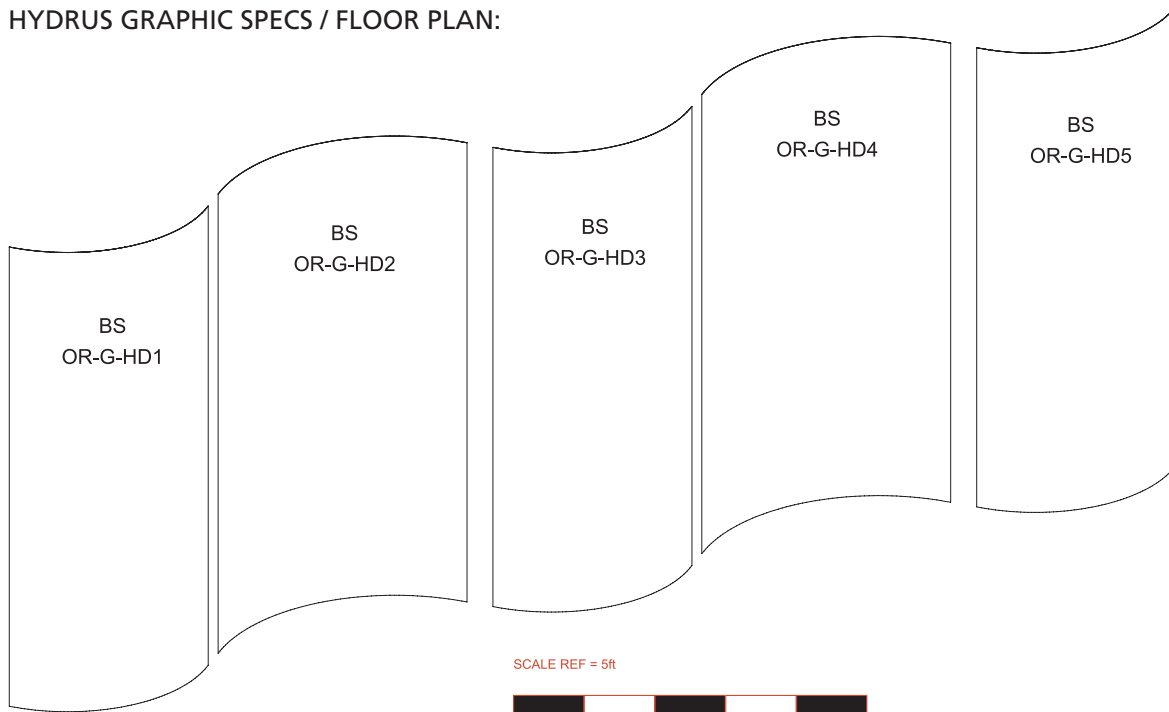 HYDRUS GRAPHIC SPECS / FLOOR PLAN:
BS
OR-G-HD1
BS
OR-G-HD2
BS
OR-G-HD3
BS
OR-G-HD4
BS
OR-G-HD5
SCALE REF = 5ft